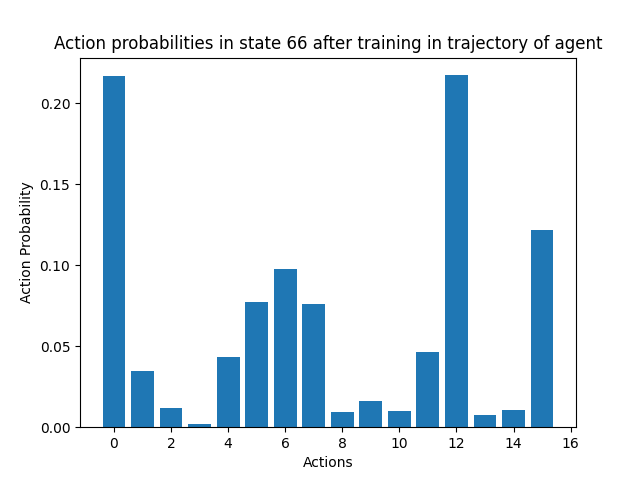 Action probabilities in state 66 after training in trajectory of agent
Action Probability
0.20
0.15
0.10
0.05
0.00
0 2 4 6 8 10 12 14 16
Actions